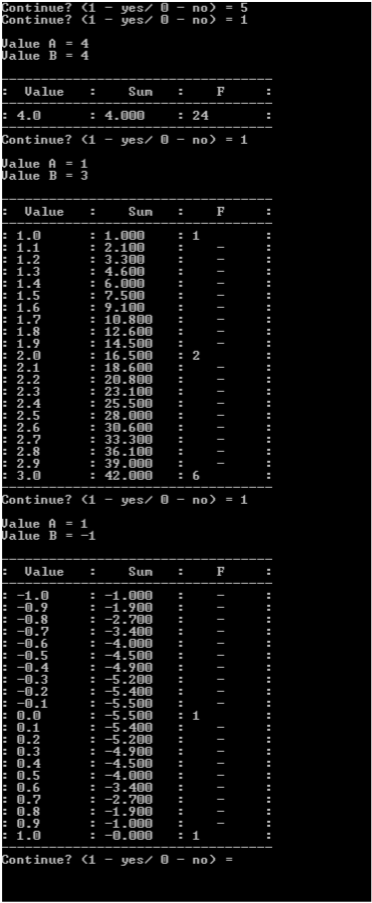 Continue? (1 - yes/ 0 - no) = 5
Continue? (1 - yes/ 0 - no) = 1
Value A = 4
Value B = 4
-----------------------------------
: Value : Sum : F :
-----------------------------------
: 4.0 : 4.000 : 24 :
-----------------------------------
Continue? (1 - yes/ 0 - no) = 1
Value A = 1
Value B = 3
-----------------------------------
: Value : Sum : F :
-----------------------------------
: 1.0 : 1.000 : 1 :
: 1.1 : 2.100 : - :
: 1.2 : 3.300 : - :
: 1.3 : 4.600 : - :
: 1.4 : 6.000 : - :
: 1.5 : 7.500 : - :
: 1.6 : 9.100 : - :
: 1.7 : 10.800 : - :
: 1.8 : 12.600 : - :
: 1.9 : 14.500 : - :
: 2.0 : 16.500 : 2 :
: 2.1 : 18.600 : - :
: 2.2 : 20.800 : - :
: 2.3 : 23.100 : - :
: 2.4 : 25.500 : - :
: 2.5 : 28.000 : - :
: 2.6 : 30.600 : - :
: 2.7 : 33.300 : - :
: 2.8 : 36.100 : - :
: 2.9 : 39.000 : - :
: 3.0 : 42.000 : 6 :
-----------------------------------
Continue? (1 - yes/ 0 - no) = 1
Value A = 1
Value B = -1
-----------------------------------
: Value : Sum : F :
-----------------------------------
: -1.0 : -1.000 : - :
: -0.9 : -1.900 : - :
: -0.8 : -2.700 : - :
: -0.7 : -3.400 : - :
: -0.6 : -4.000 : - :
: -0.5 : -4.500 : - :
: -0.4 : -4.900 : - :
: -0.3 : -5.200 : - :
: -0.2 : -5.400 : - :
: -0.1 : -5.500 : - :
: 0.0 : -5.500 : 1 :
: 0.1 : -5.400 : - :
: 0.2 : -5.200 : - :
: 0.3 : -4.900 : - :
: 0.4 : -4.500 : - :
: 0.5 : -4.000 : - :
: 0.6 : -3.400 : - :
: 0.7 : -2.700 : - :
: 0.8 : -1.900 : - :
: 0.9 : -1.000 : - :
: 1.0 : -0.000 : 1 :
-----------------------------------
Continue? (1 - yes/ 0 - no) =